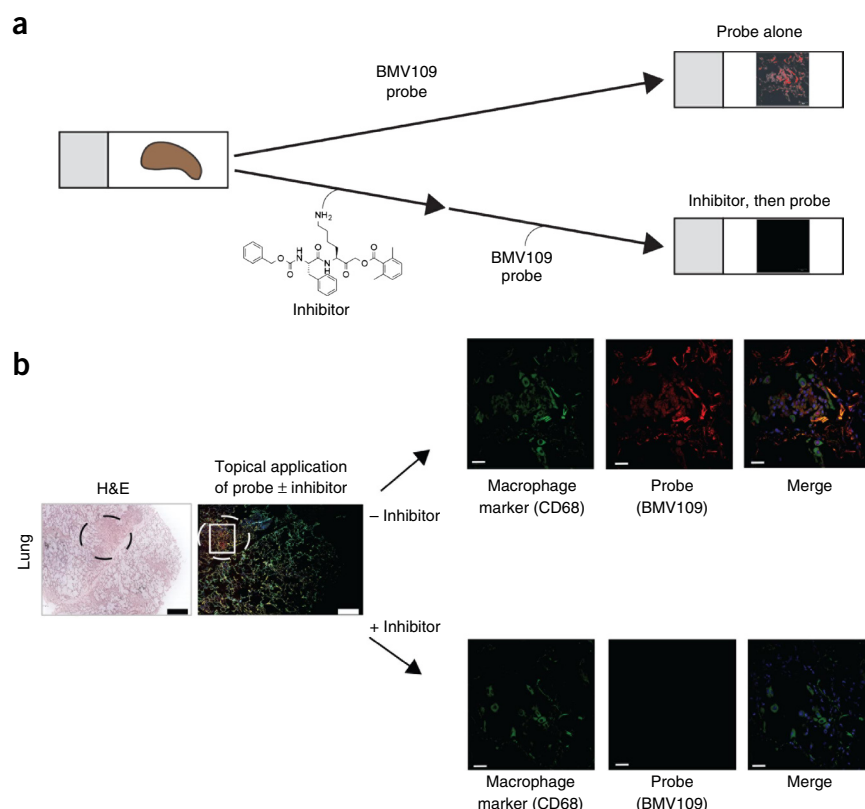 a
Probe alone
BMV109
probe
Inhibitor, then probe
NH2
BMV109
probe
O
H
N
O
N
H
O
O
O
O
Inhibitor
b
H&E
Topical application
of probe ± inhibitor
Lung
– Inhibitor
Macrophage
marker (CD68)
Probe
(BMV109)
Merge
+ Inhibitor
Macrophage
marker (CD68)
Probe
(BMV109)
Merge